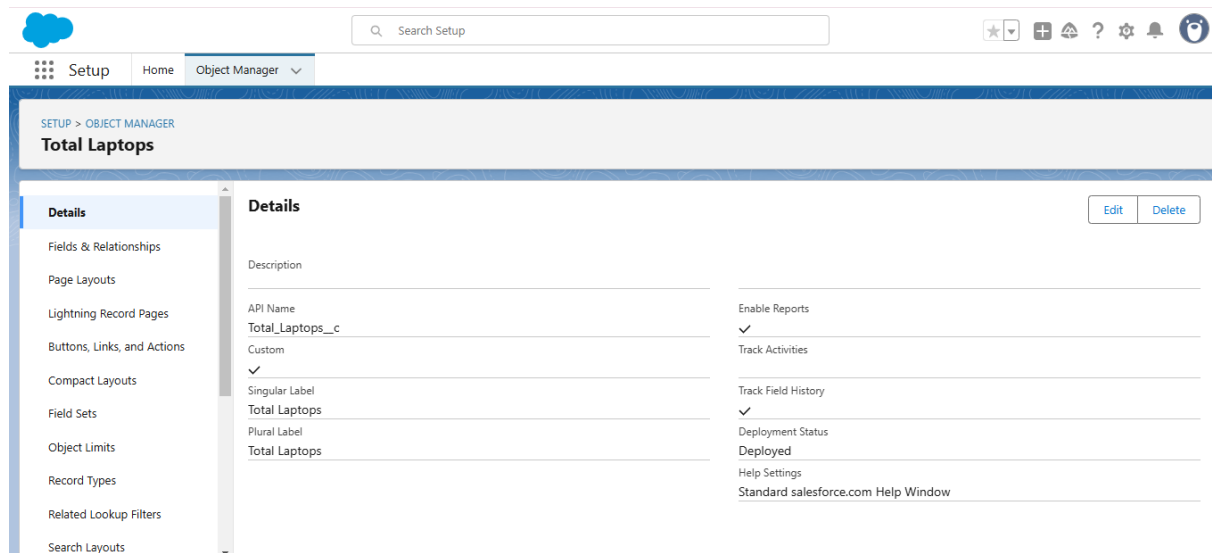 Search Setup
Setup Home Object Manager
SETUP > OBJECT MANAGER
Total Laptops
Details
Fields & Relationships
Page Layouts
Lightning Record Pages
Buttons, Links, and Actions
Compact Layouts
Field Sets
Object Limits
Record Types
Related Lookup Filters
Search Layouts
Details
Edit Delete
Description
API Name
Total_Laptops__c
Custom
Singular Label
Total Laptops
Plural Label
Total Laptops
Enable Reports
Track Activities
Track Field History
Deployment Status
Deployed
Help Settings
Standard salesforce.com Help Window